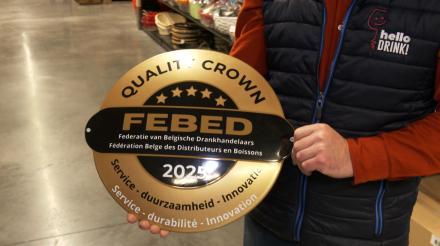 QUALITY CROWN
FEBED
Federatie van Belgische Drankhandelaars
Fédération Belge des Distributeurs en Boissons
2025
Service - duurzaamheid - Innovatie
Service - durabilité - Innovation
hello
DRINK!